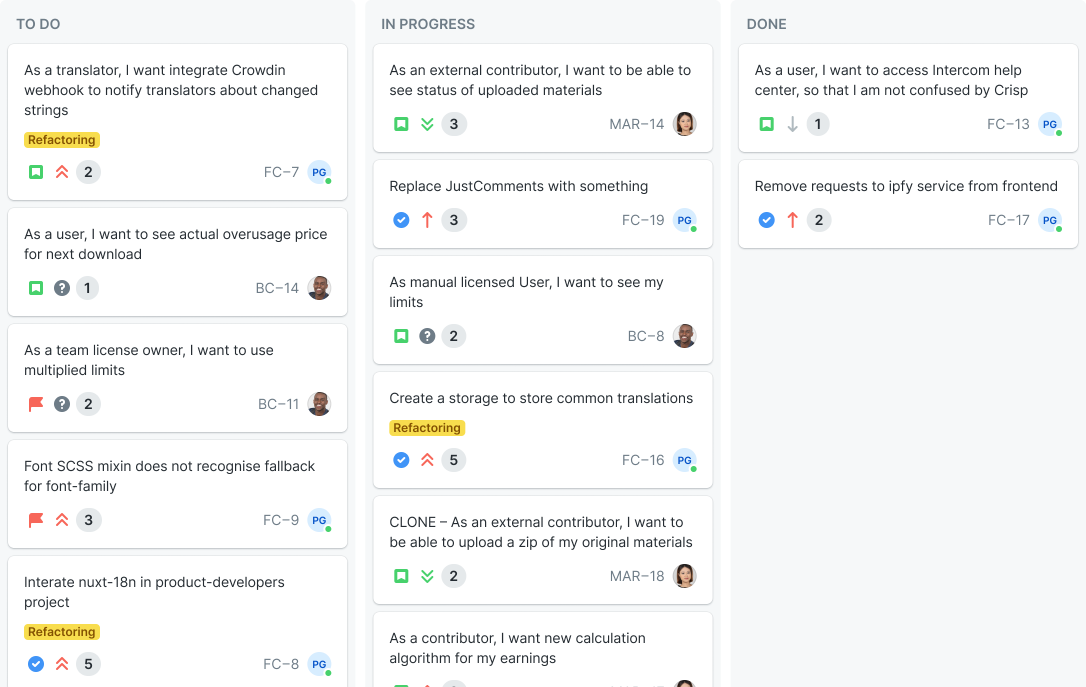 TO DO
As a translator, I want integrate Crowdin
webhook to notify translators about changed
strings
Refactoring
2 FC–7 PG
As a user, I want to see actual overusage price
for next download
? 1 BC–14
As a team license owner, I want to use
multiplied limits
? 2 BC–11
Font SCSS mixin does not recognise fallback
for font-family
3 FC–9 PG
Interate nuxt-18n in product-developers
project
Refactoring
5 FC–8 PG
IN PROGRESS
As an external contributor, I want to be able to
see status of uploaded materials
3 MAR–14
Replace JustComments with something
3 FC–19 PG
As manual licensed User, I want to see my
limits
? 2 BC–8
Create a storage to store common translations
Refactoring
5 FC–16 PG
CLONE – As an external contributor, I want to
be able to upload a zip of my original materials
2 MAR–18
As a contributor, I want new calculation
algorithm for my earnings
DONE
As a user, I want to access Intercom help
center, so that I am not confused by Crisp
1 FC–13 PG
Remove requests to ipfy service from frontend
2 FC–17 PG